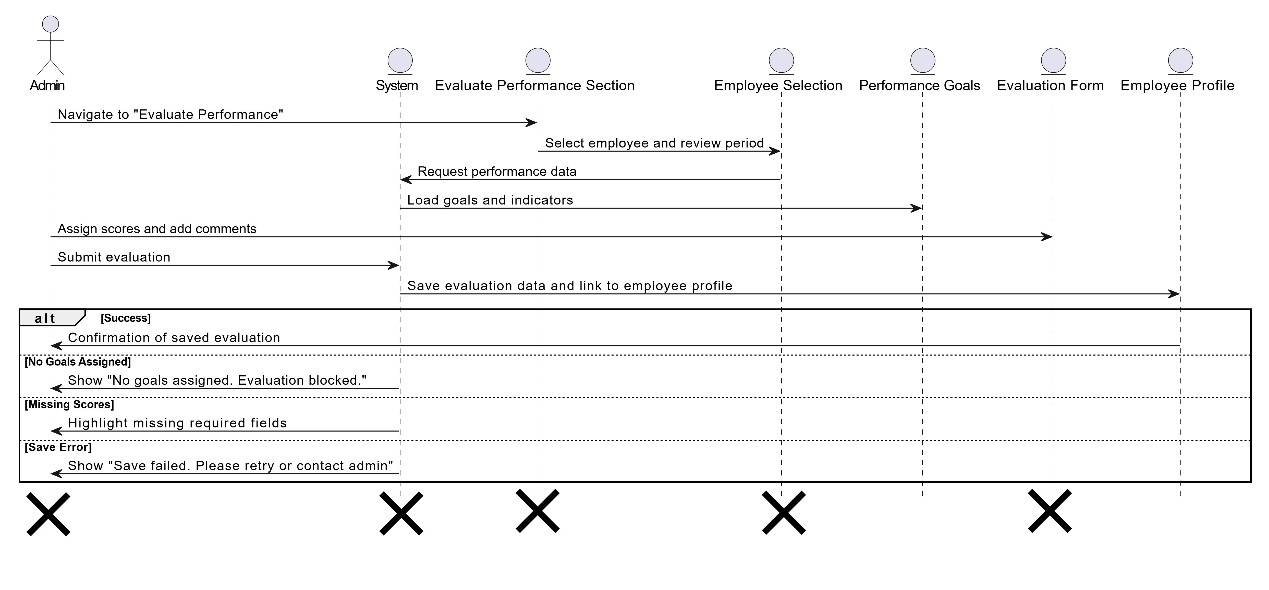 Admin
System
Evaluate Performance Section
Employee Selection
Performance Goals
Evaluation Form
Employee Profile
Navigate to "Evaluate Performance"
Select employee and review period
Request performance data
Load goals and indicators
Assign scores and add comments
Submit evaluation
Save evaluation data and link to employee profile
alt [Success]
Confirmation of saved evaluation
[No Goals Assigned]
Show "No goals assigned. Evaluation blocked."
[Missing Scores]
Highlight missing required fields
[Save Error]
Show "Save failed. Please retry or contact admin"